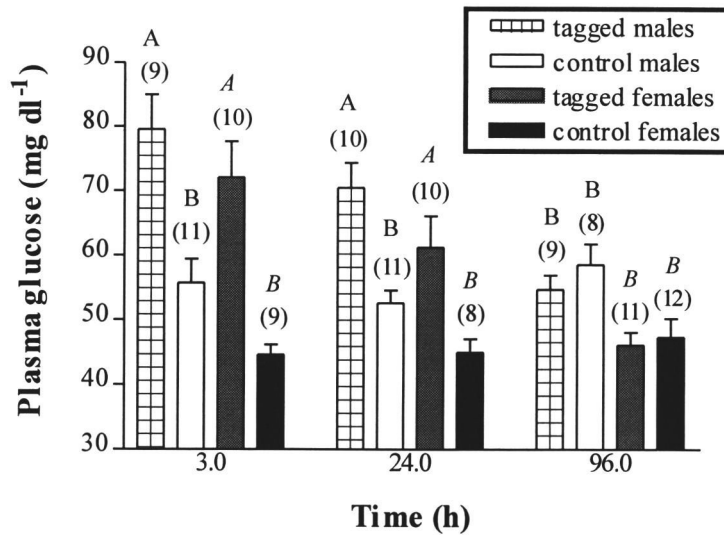 Plasma glucose (mg dl⁻¹)
90
80
70
60
50
40
30
A
(9)
B
(11)
A
(10)
B
(9)
A
(10)
B
(11)
A
(10)
B
(8)
B
(9)
B
(8)
B
(11)
B
(12)
3.0
24.0
96.0
Time (h)
tagged males
control males
tagged females
control females